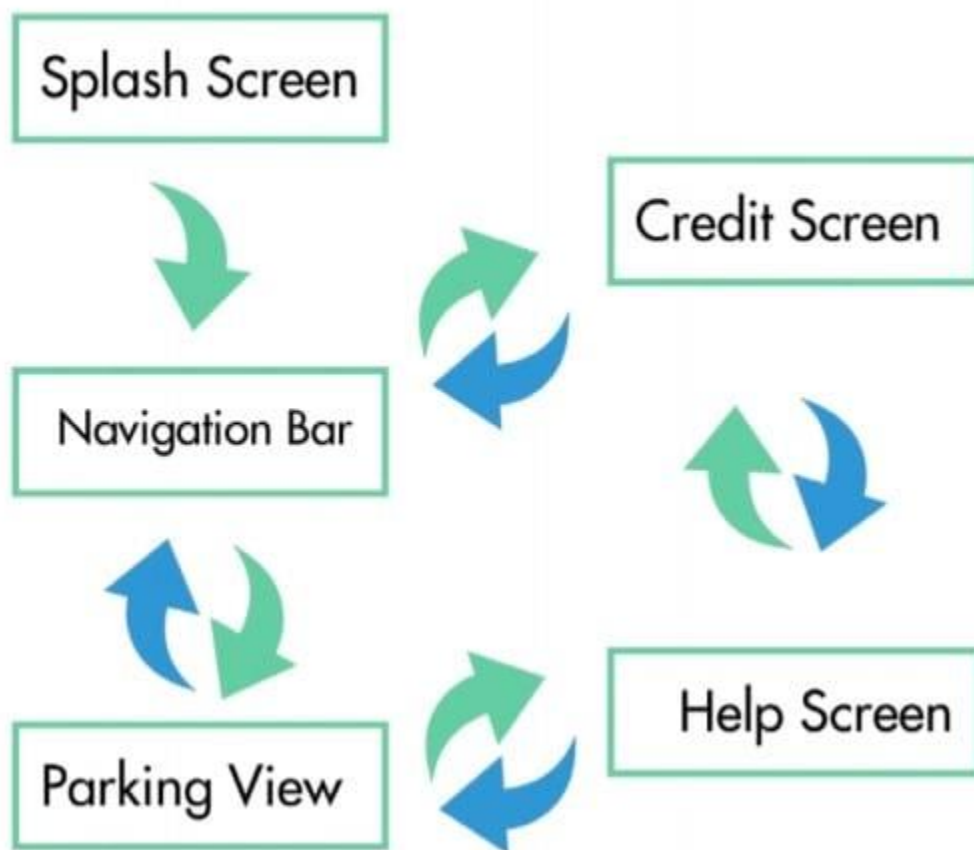 Splash Screen
Credit Screen
Navigation Bar
Help Screen
Parking View